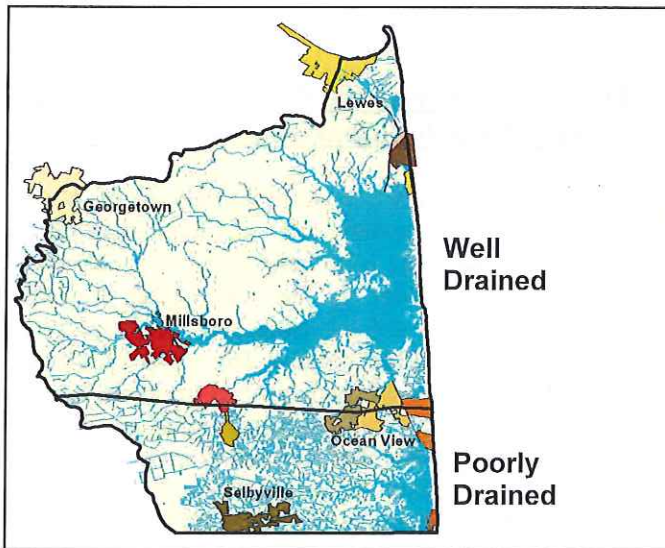 Lewes
Georgetown
Well
Drained
Millsboro
Ocean View
Poorly
Drained
Selbyville